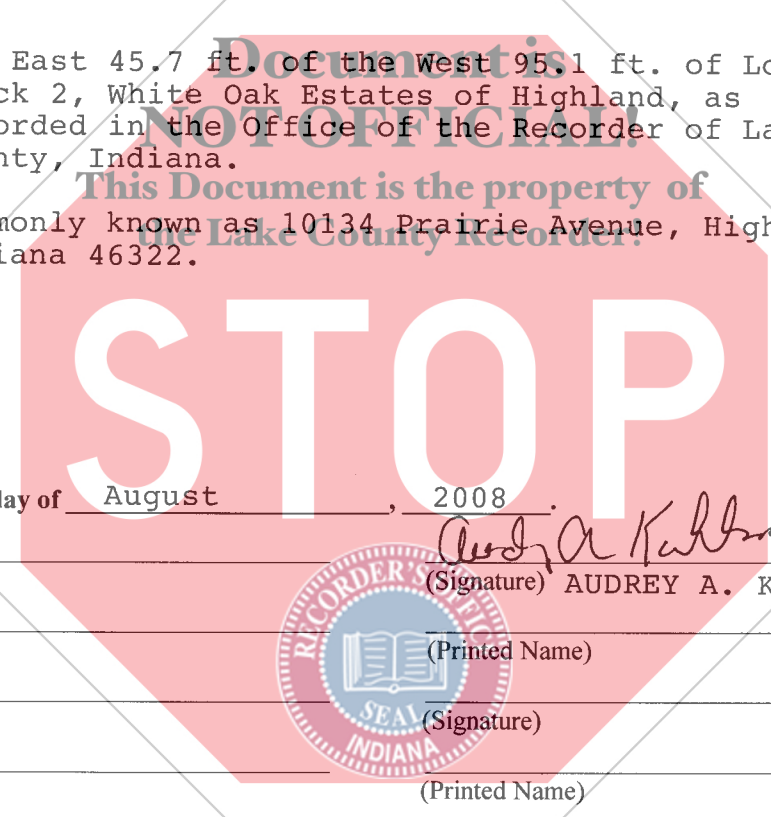 East 45.7 ft. of the West 95.1 ft. of Lo
Document is
ck 2, White Oak Estates of Highland, as
orded in the Office of the Recorder of La
NOT OFFICIAL!
nty, Indiana.
This Document is the property of
monly known as 10134 Prairie Avenue, High
the Lake County Recorder!
iana 46322.
STOP
day of August, 2008.
(Signature) AUDREY A. K
(Printed Name)
(Signature)
(Printed Name)
RECORDER'S OFFICE
SEAL
INDIANA